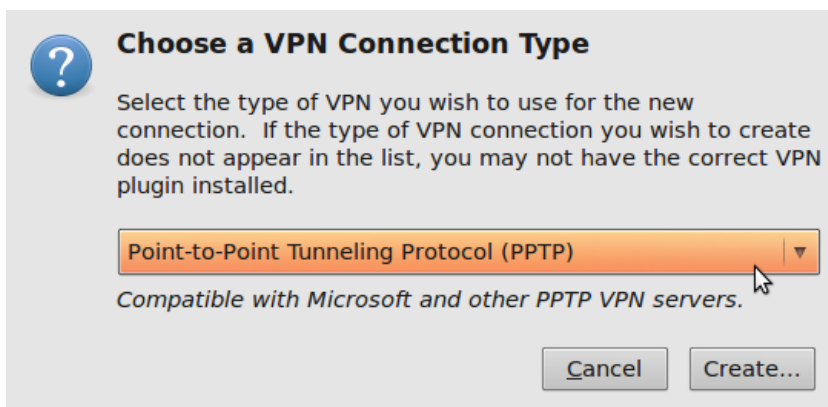 Choose a VPN Connection Type
Select the type of VPN you wish to use for the new
connection.  If the type of VPN connection you wish to create
does not appear in the list, you may not have the correct VPN
plugin installed.
Point-to-Point Tunneling Protocol (PPTP)
Compatible with Microsoft and other PPTP VPN servers.
Cancel
Create...